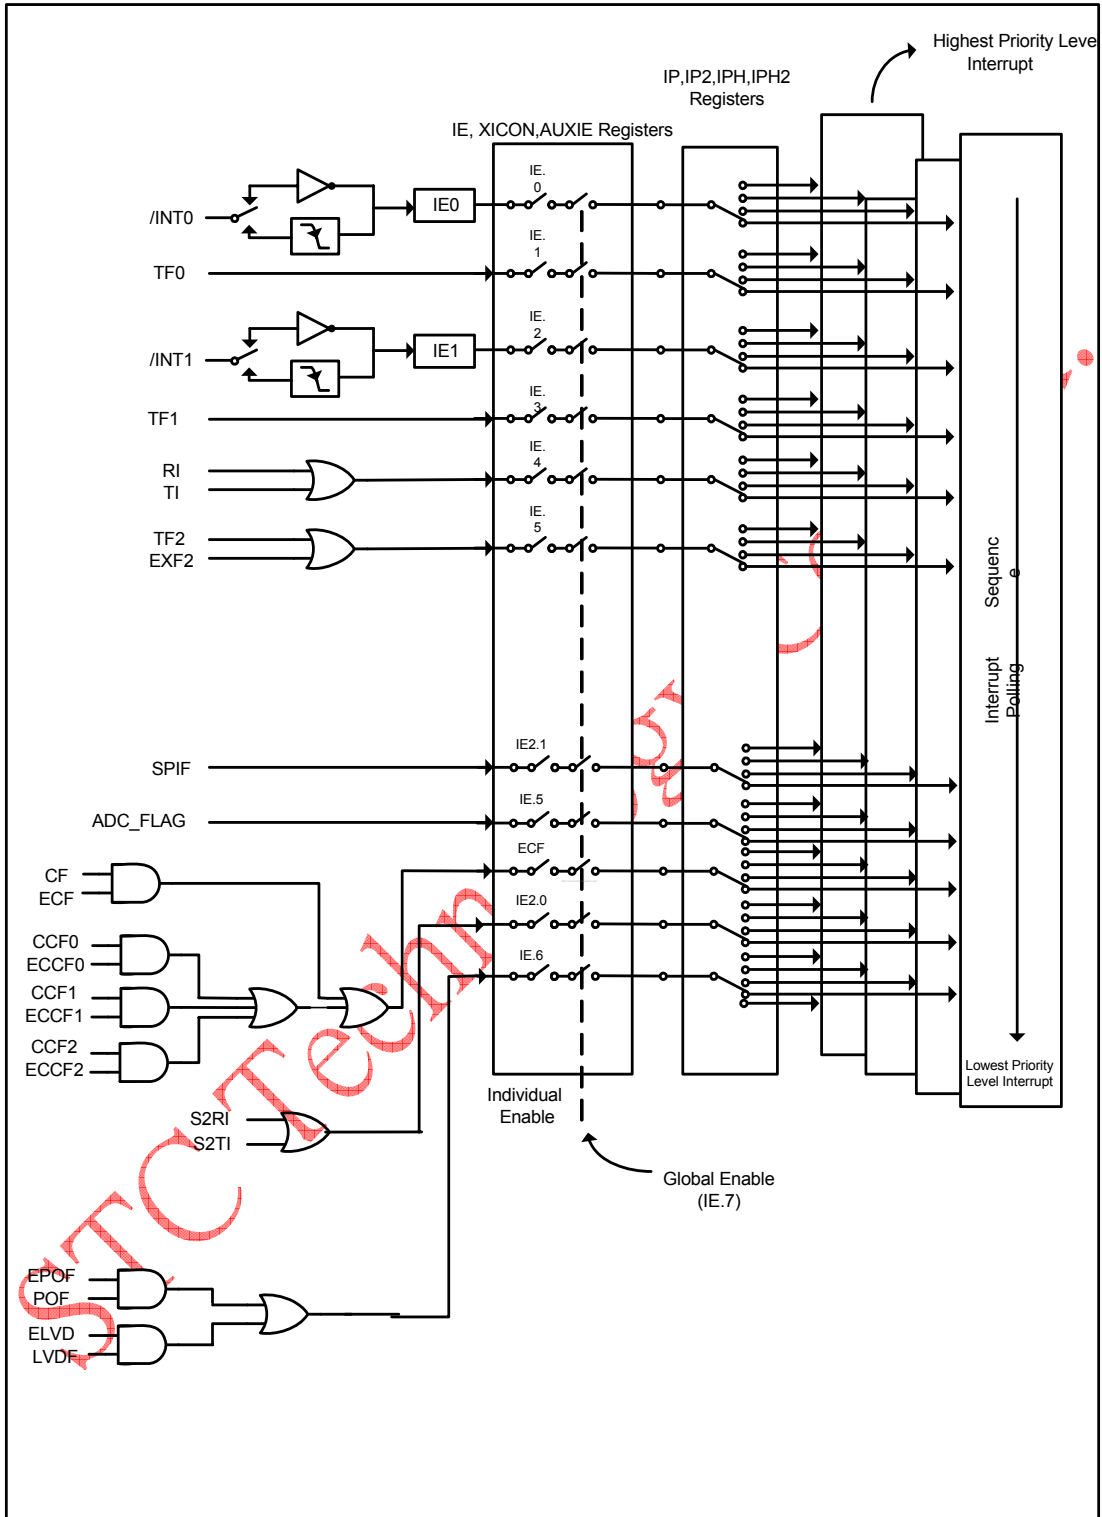 Highest Priority Leve
Interrupt
IP,IP2,IPH,IPH2
Registers
IE, XICON,AUXIE Registers
/INT0
IE0
IE.
0
TF0
IE.
1
/INT1
IE1
IE.
2
TF1
IE.
3
RI
TI
IE.
4
TF2
EXF2
IE.
5
Interrupt Sequenc
Polling e
SPIF
IE2.1
ADC_FLAG
IE.5
CF
ECF
ECF
CCF0
ECCF0
IE2.0
IE.6
CCF1
ECCF1
CCF2
ECCF2
Lowest Priority
Level Interrupt
Individual
Enable
S2RI
S2TI
Global Enable
(IE.7)
EPOF
POF
ELVD
LVDF
STC Techn